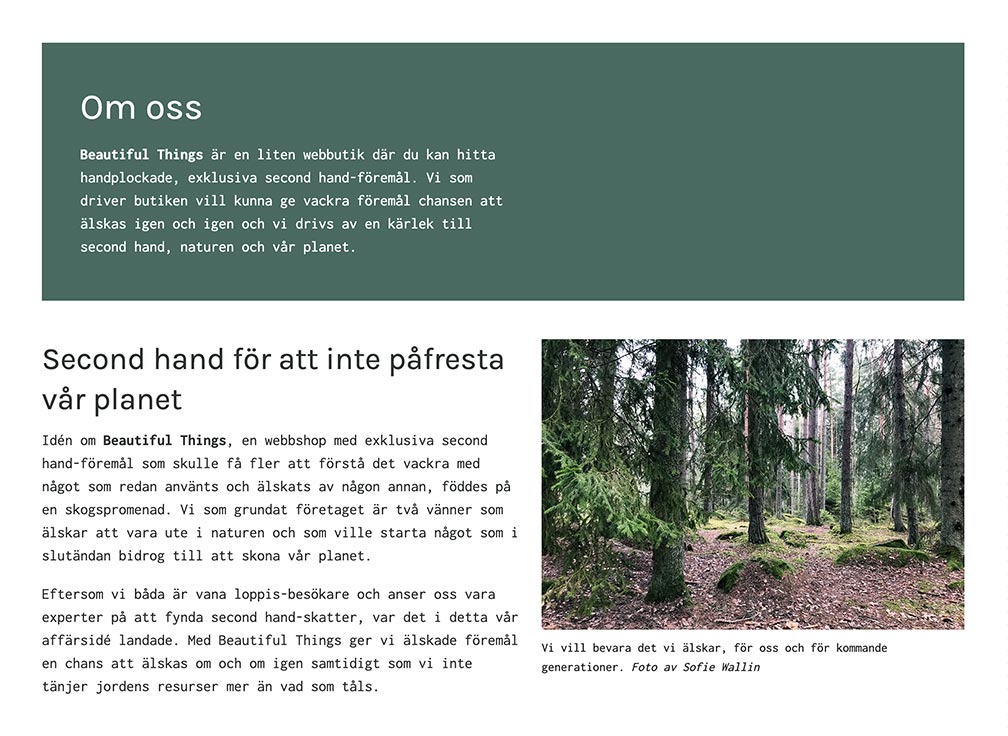 Om oss
Beautiful Things är en liten webbutik där du kan hitta
handplockade, exklusiva second hand-föremål. Vi som
driver butiken vill kunna ge vackra föremål chansen att
älskas igen och igen och vi drivs av en kärlek till
second hand, naturen och vår planet.
Second hand för att inte påfresta
vår planet
Idén om Beautiful Things, en webbshop med exklusiva second
hand-föremål som skulle få fler att förstå det vackra med
något som redan använts och älskats av någon annan, föddes på
en skogspromenad. Vi som grundat företaget är två vänner som
älskar att vara ute i naturen och som ville starta något som i
slutändan bidrog till att skona vår planet.
Eftersom vi båda är vana loppis-besökare och anser oss vara
experter på att fynda second hand-skatter, var det i detta vår
affärsidé landade. Med Beautiful Things ger vi älskade föremål
en chans att älskas om och om igen samtidigt som vi inte
tänjer jordens resurser mer än vad som tåls.
Vi vill bevara det vi älskar, för oss och för kommande
generationer. Foto av Sofie Wallin